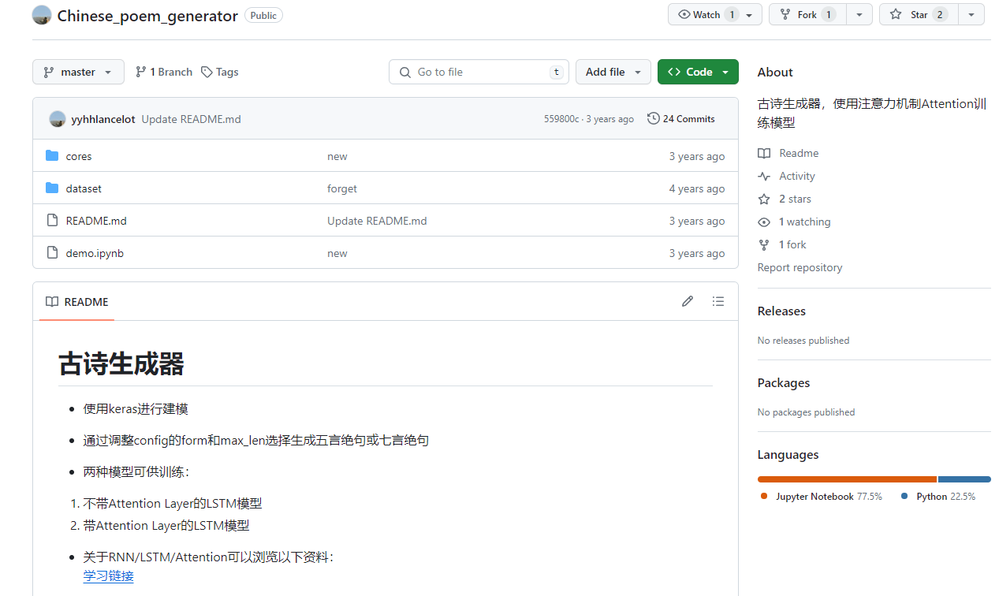 Chinese_poem_generator Public Watch 1 Fork 1 Star 2
master 1 Branch Tags Go to file t Add file Code
yyhhlancelot Update README.md 559800c · 3 years ago 24 Commits
cores new 3 years ago
dataset forget 4 years ago
README.md Update README.md 3 years ago
demo.ipynb new 3 years ago
README
古诗生成器
• 使用keras进行建模
• 通过调整config的form和max_len选择生成五言绝句或七言绝句
• 两种模型可供训练：
1. 不带Attention Layer的LSTM模型
2. 带Attention Layer的LSTM模型
• 关于RNN/LSTM/Attention可以浏览以下资料：
学习链接
About
古诗生成器，使用注意力机制Attention训
练模型
Readme
Activity
2 stars
1 watching
1 fork
Report repository
Releases
No releases published
Packages
No packages published
Languages
Jupyter Notebook 77.5% Python 22.5%